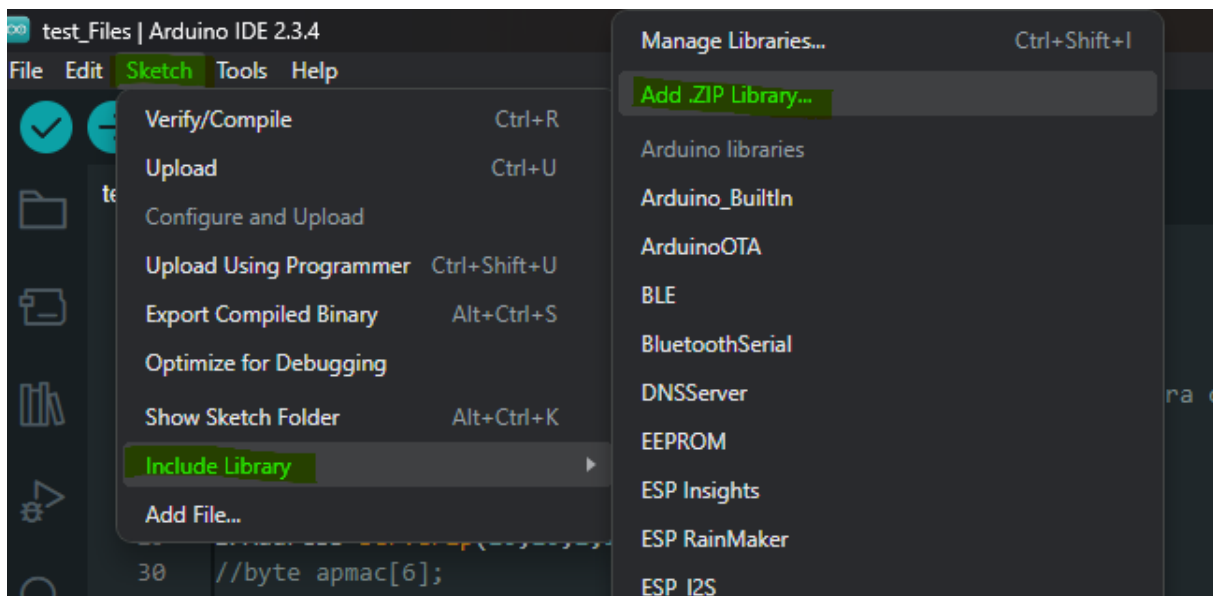 test_Files | Arduino IDE 2.3.4
File Edit Sketch Tools Help
Verify/Compile Ctrl+R
Upload Ctrl+U
Configure and Upload
Upload Using Programmer Ctrl+Shift+U
Export Compiled Binary Alt+Ctrl+S
Optimize for Debugging
Show Sketch Folder Alt+Ctrl+K
Include Library
Add File...
30 //byte apmac[6];
Manage Libraries... Ctrl+Shift+I
Add .ZIP Library...
Arduino libraries
Arduino_BuiltIn
ArduinoOTA
BLE
BluetoothSerial
DNSServer
EEPROM
ESP Insights
ESP RainMaker
ESP_I2S